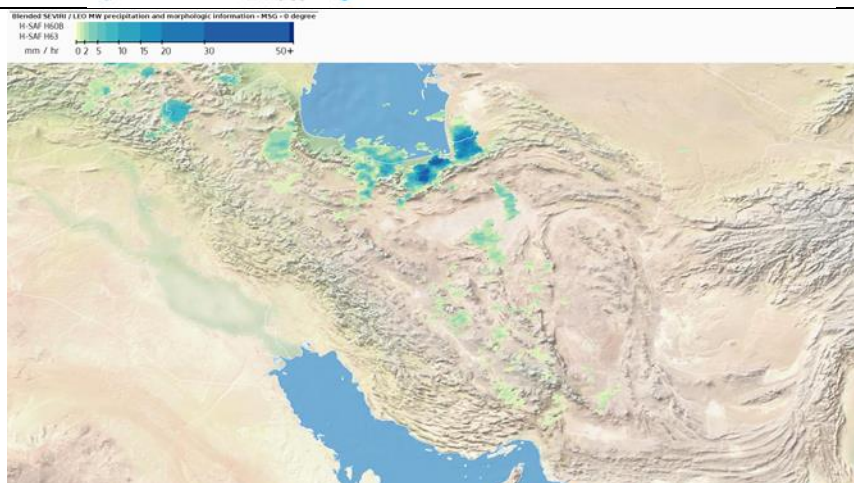 Blended SEVIRI / LEO MW precipitation and morphologic information - MSG - 0 degree
H-SAF H60B
H-SAF H63
mm / hr 0 2 5 10 15 20 30 50+